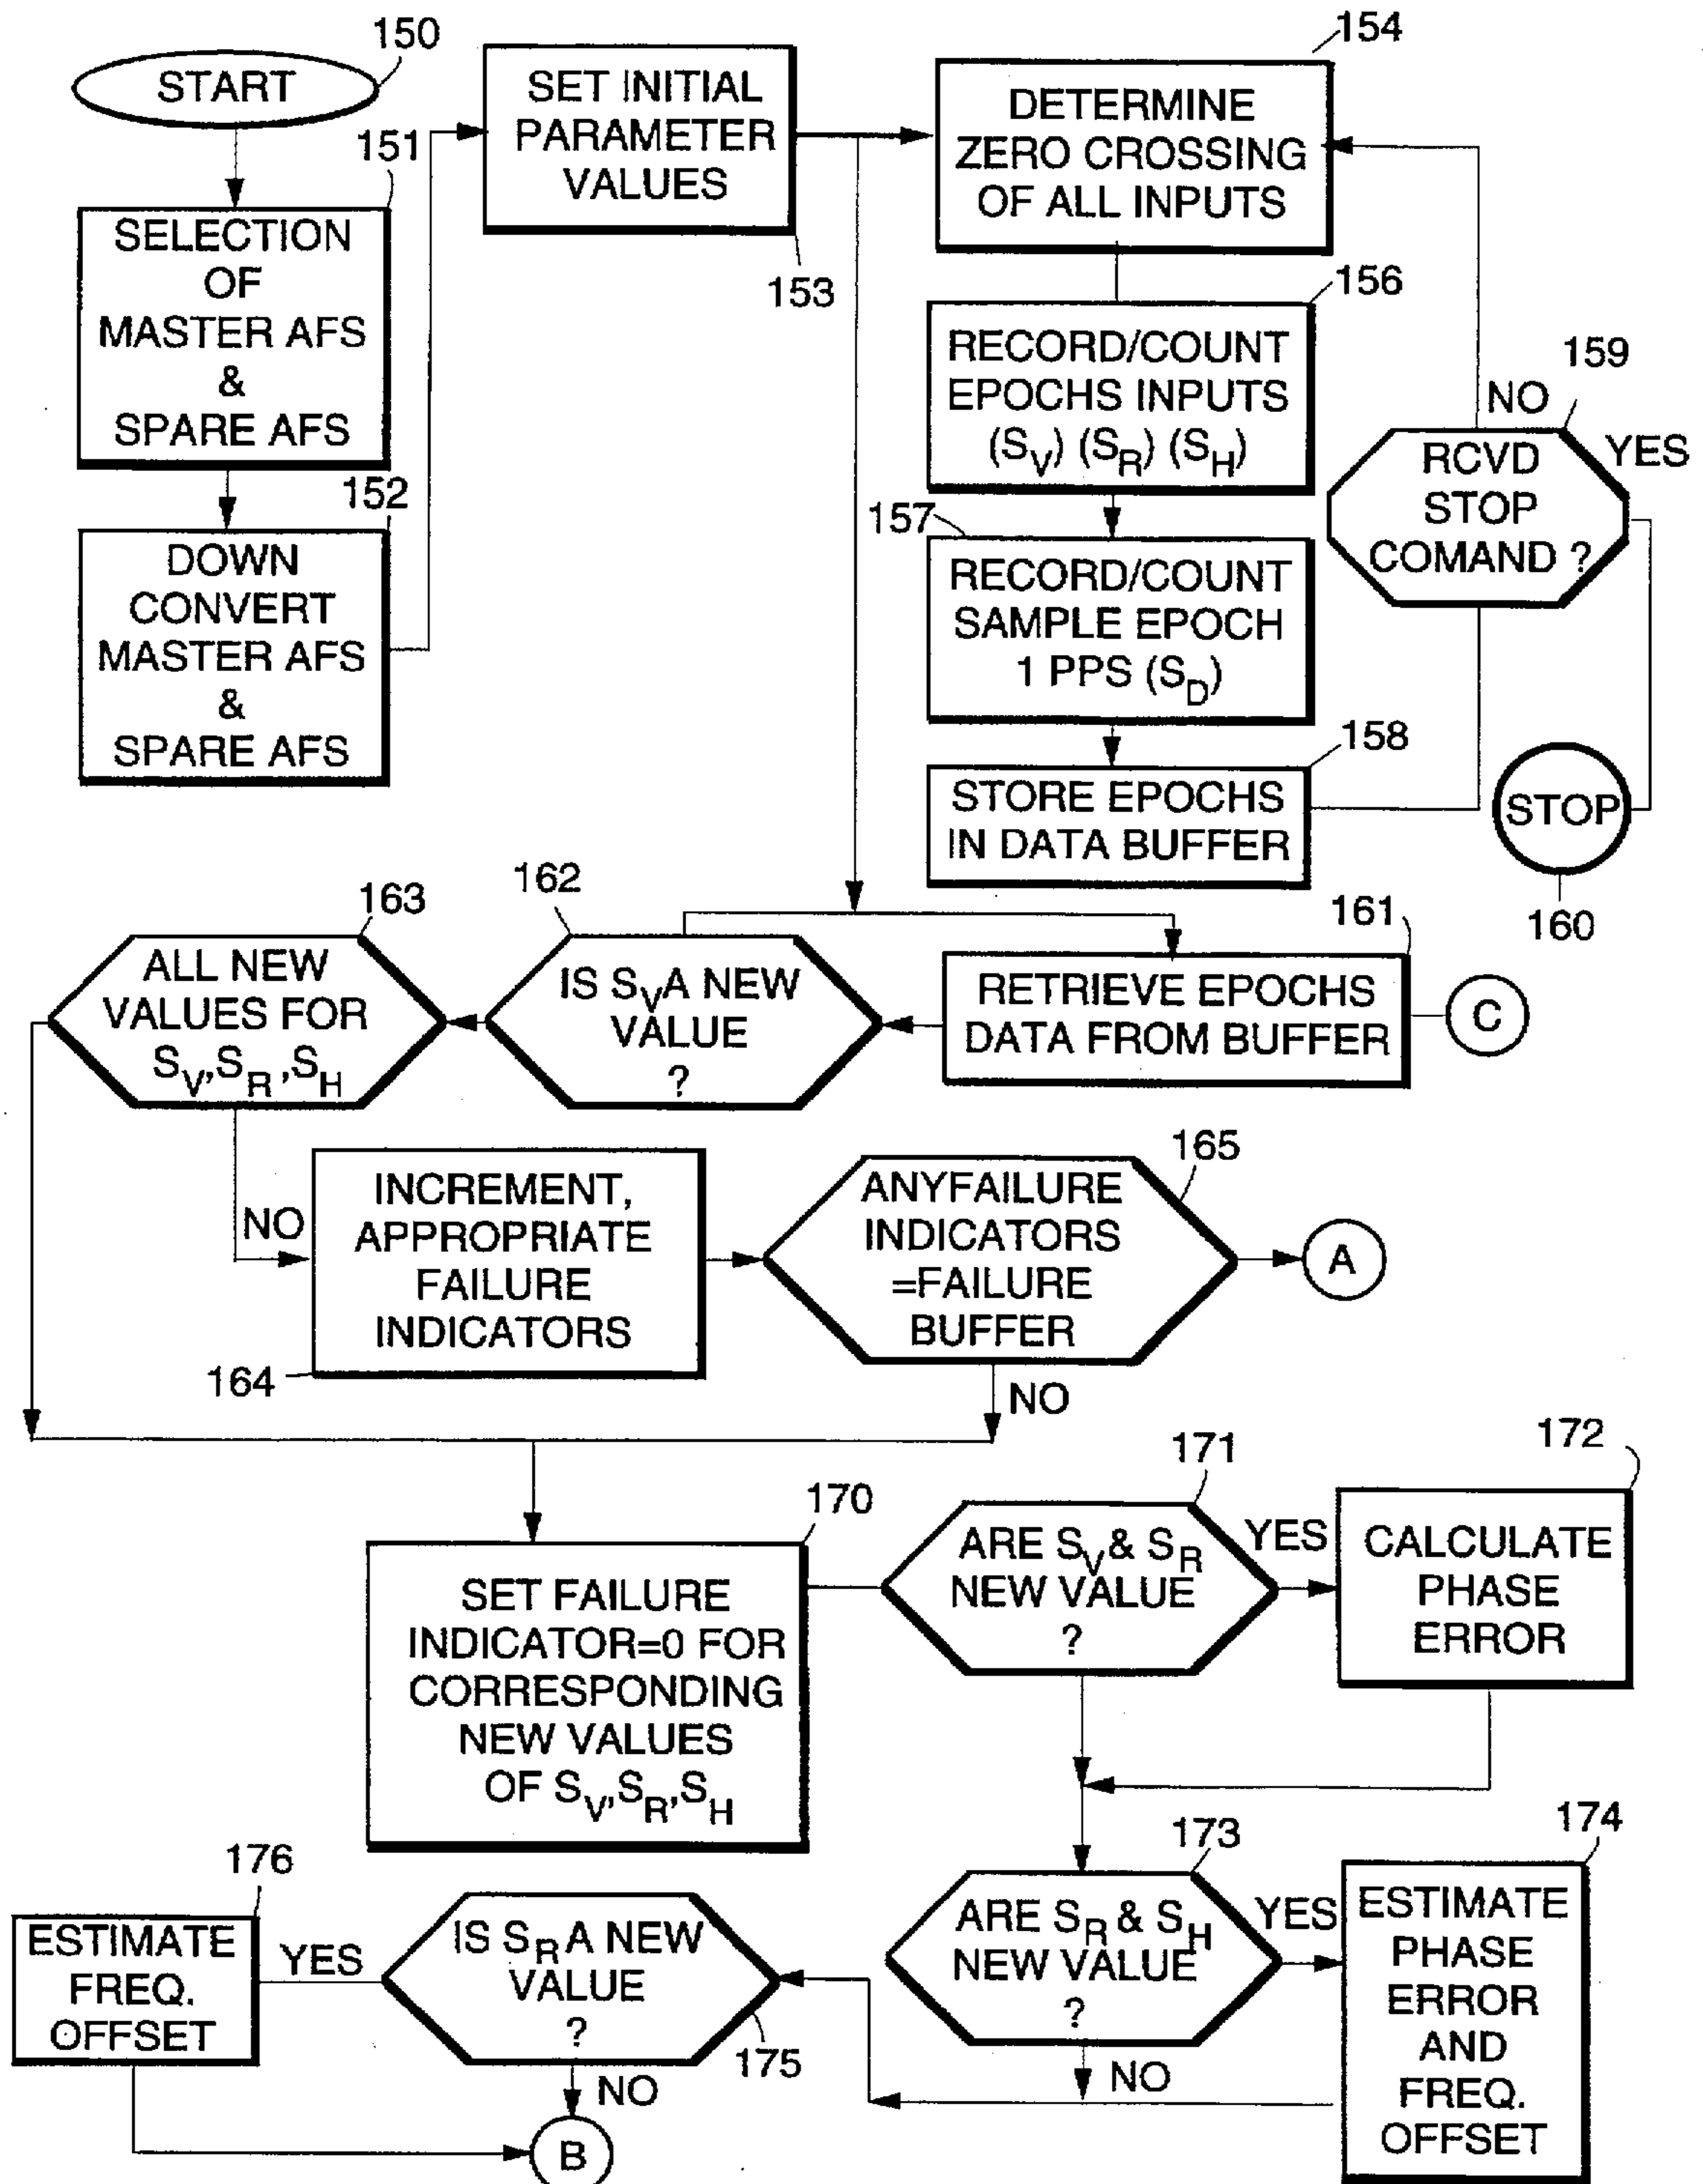 150
START
151
SELECTION
OF
MASTER AFS
&
SPARE AFS
152
DOWN
CONVERT
MASTER AFS
&
SPARE AFS
SET INITIAL
PARAMETER
VALUES
153
154
DETERMINE
ZERO CROSSING
OF ALL INPUTS
156
RECORD/COUNT
EPOCHS INPUTS
(SV) (SR) (SH)
157
RECORD/COUNT
SAMPLE EPOCH
1 PPS (SD)
158
STORE EPOCHS
IN DATA BUFFER
159
NO
YES
RCVD
STOP
COMAND ?
STOP
160
161
RETRIEVE EPOCHS
DATA FROM BUFFER
C
162
IS SV A NEW
VALUE
?
163
ALL NEW
VALUES FOR
SV,SR,SH
NO
INCREMENT,
APPROPRIATE
FAILURE
INDICATORS
164
165
ANYFAILURE
INDICATORS
=FAILURE
BUFFER
A
NO
170
SET FAILURE
INDICATOR=0 FOR
CORRESPONDING
NEW VALUES
OF SV,SR,SH
171
ARE SV & SR
NEW VALUE
?
YES
172
CALCULATE
PHASE
ERROR
173
ARE SR & SH
NEW VALUE
?
YES
NO
174
ESTIMATE
PHASE
ERROR
AND
FREQ.
OFFSET
IS SR A NEW
VALUE
?
175
YES
NO
176
ESTIMATE
FREQ.
OFFSET
B